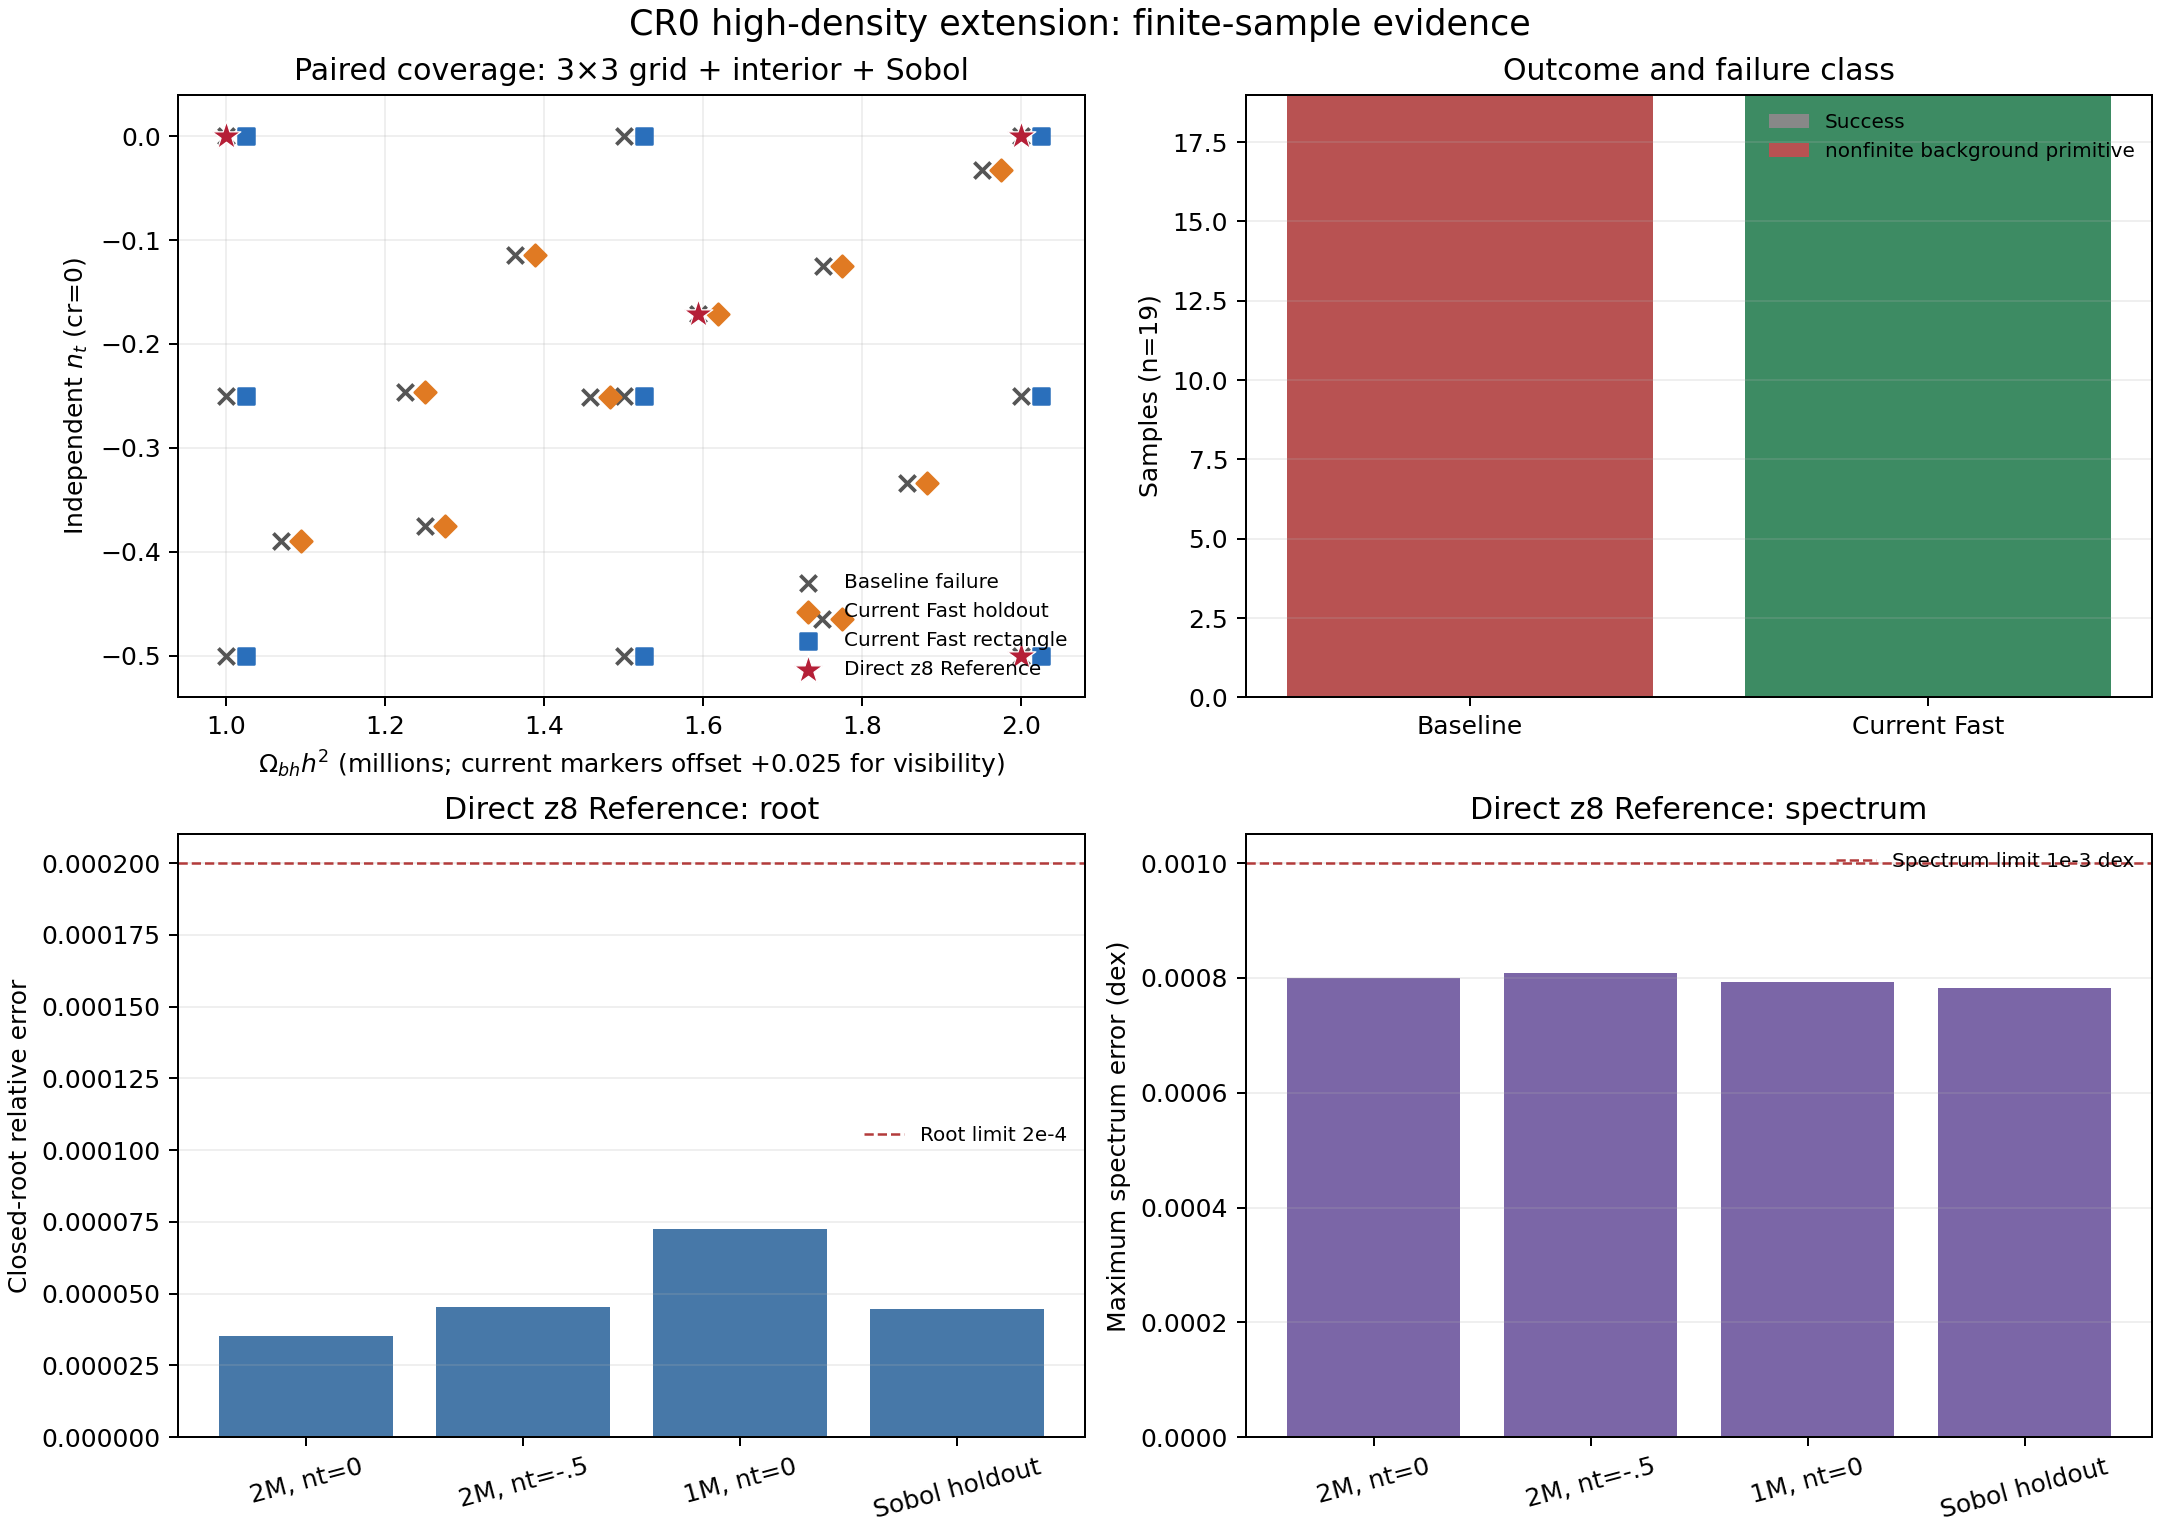 CR0 high-density extension: finite-sample evidence
Paired coverage: 3×3 grid + interior + Sobol
Independent nₜ (cr=0)
0.0
−0.1
−0.2
−0.3
−0.4
−0.5
Baseline failure
Current Fast holdout
Current Fast rectangle
Direct z8 Reference
1.0
1.2
1.4
1.6
1.8
2.0
Ω_bh h² (millions; current markers offset +0.025 for visibility)
Outcome and failure class
Samples (n=19)
17.5
15.0
12.5
10.0
7.5
5.0
2.5
0.0
Success
nonfinite background primitive
Baseline
Current Fast
Direct z8 Reference: root
Closed-root relative error
0.000200
0.000175
0.000150
0.000125
0.000100
0.000075
0.000050
0.000025
0.000000
Root limit 2e-4
2M, nt=0
2M, nt=-.5
1M, nt=0
Sobol holdout
Direct z8 Reference: spectrum
Maximum spectrum error (dex)
0.0010
0.0008
0.0006
0.0004
0.0002
0.0000
Spectrum limit 1e-3 dex
2M, nt=0
2M, nt=-.5
1M, nt=0
Sobol holdout